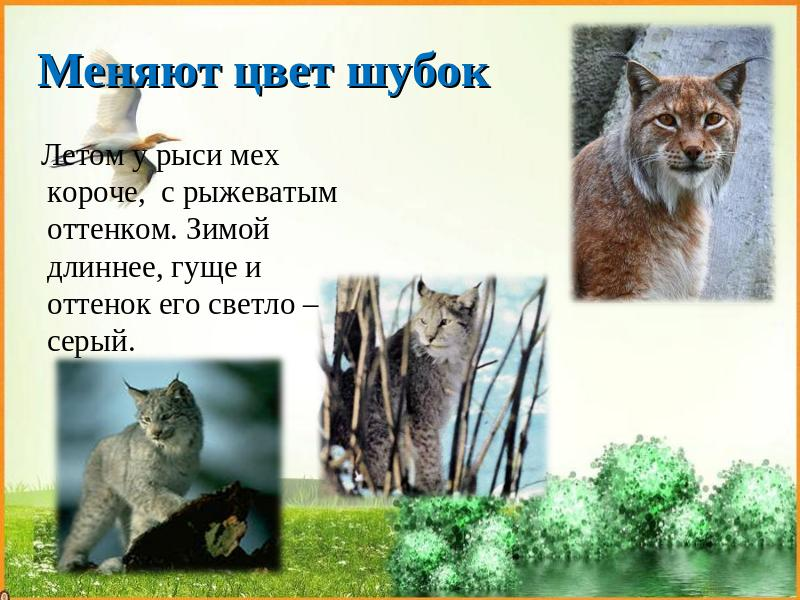 Меняют цвет шубок
Летом у рыси мех
короче, с рыжеватым
оттенком. Зимой
длиннее, гуще и
оттенок его светло –
серый.